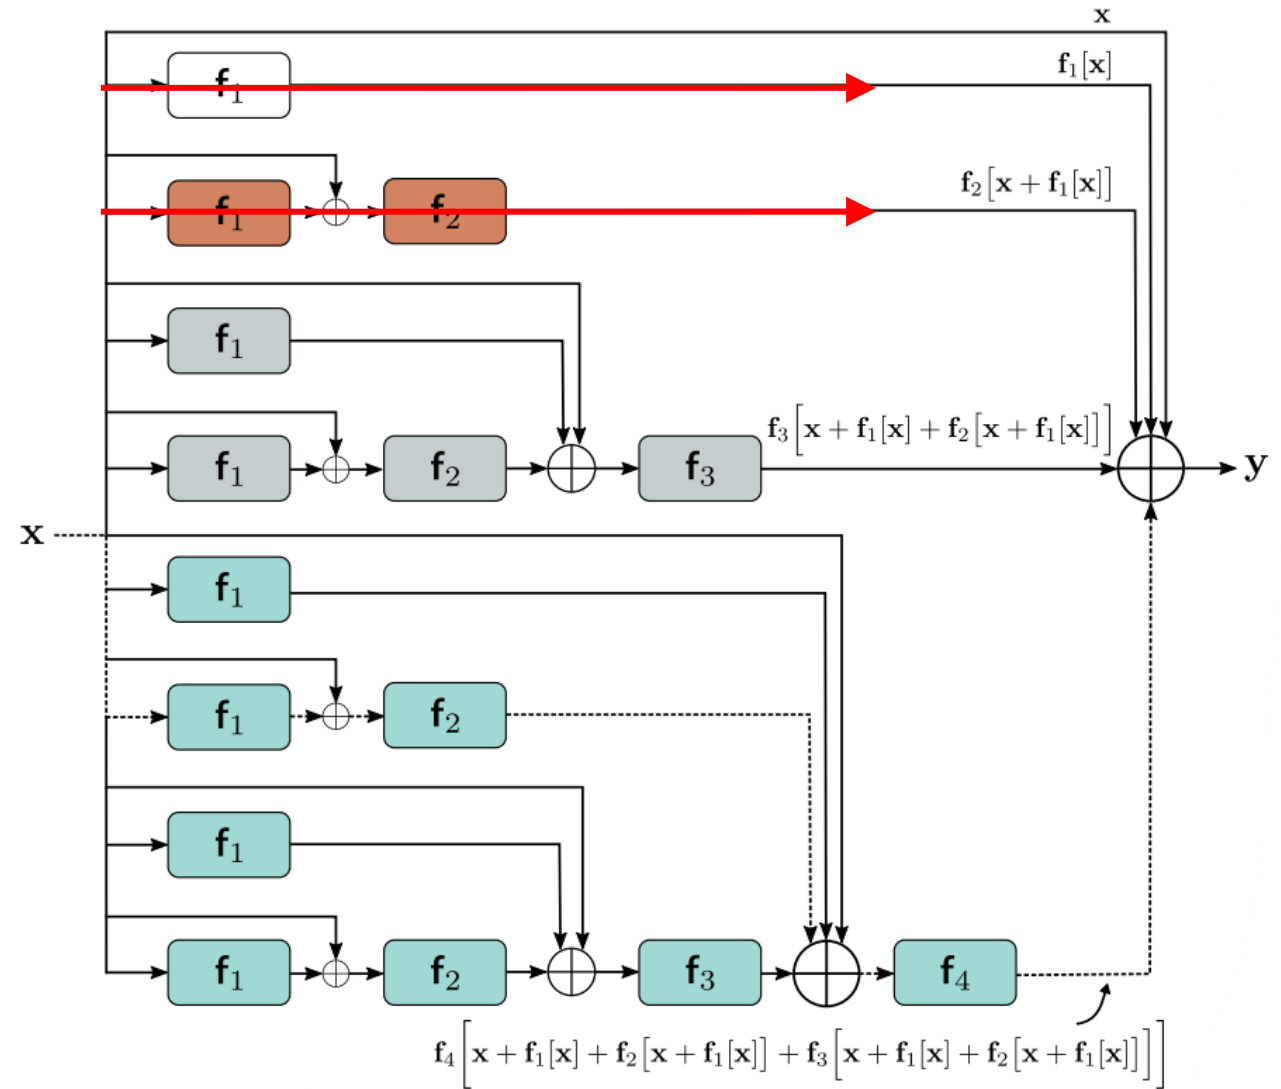 x
f₁[x]
f₁
f₂[x + f₁[x]]
f₁ f₂
f₁
f₃[x + f₁[x] + f₂[x + f₁[x]]]
f₁ f₂ f₃ y
x
f₁
f₁ f₂
f₁
f₁ f₂ f₃ f₄
f₄[x + f₁[x] + f₂[x + f₁[x]] + f₃[x + f₁[x] + f₂[x + f₁[x]]]]